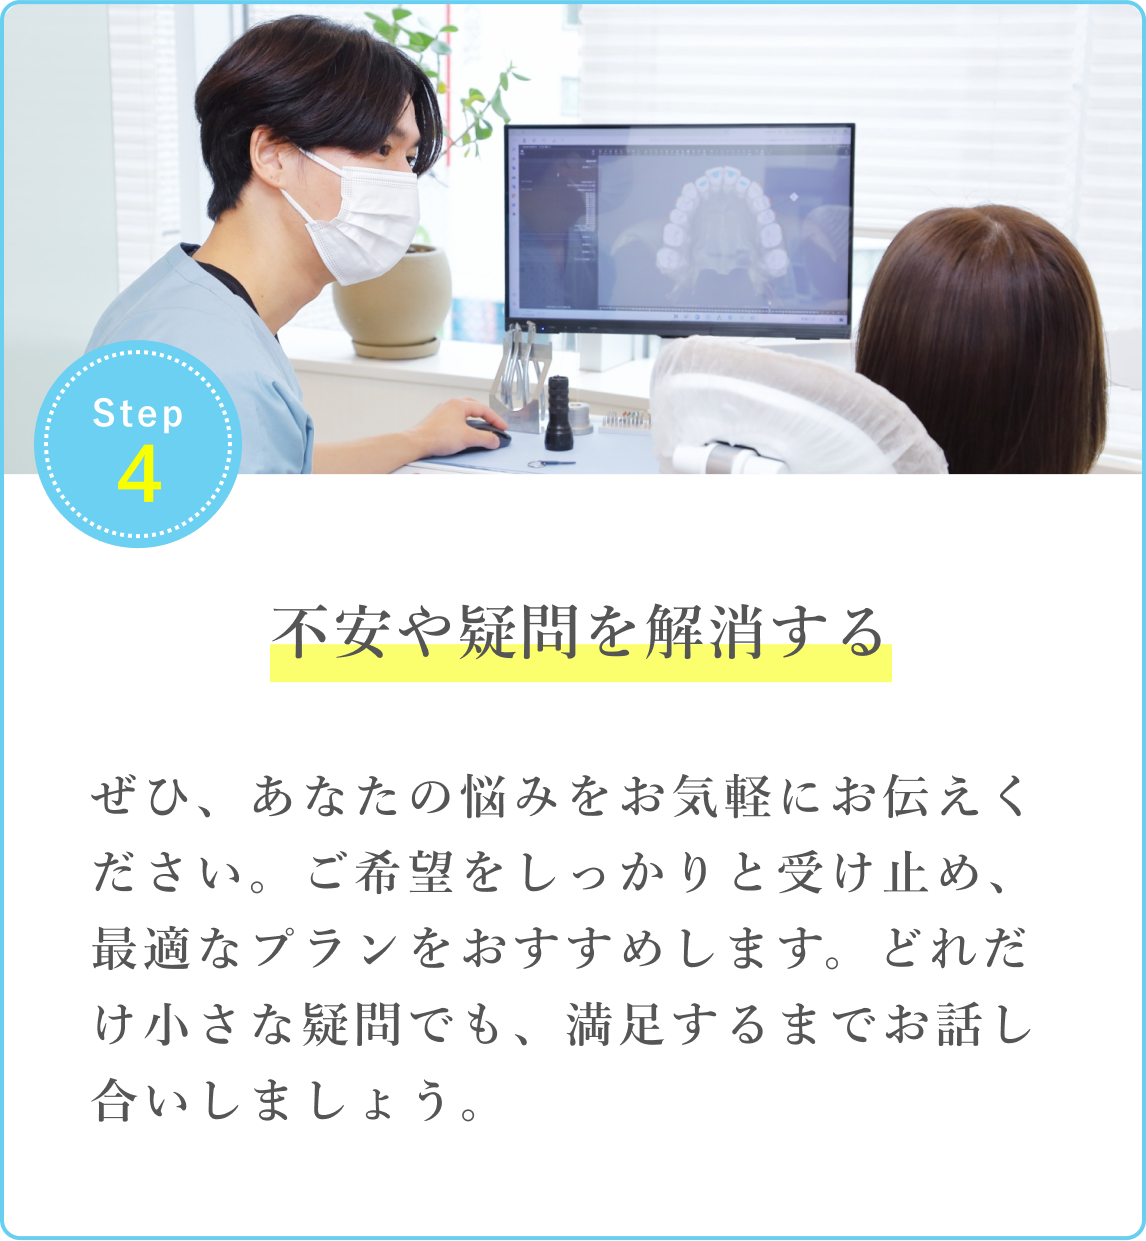 Step
4
不安や疑問を解消する
ぜひ、あなたの悩みをお気軽にお伝えく
ださい。ご希望をしっかりと受け止め、
最適なプランをおすすめします。どれだ
け小さな疑問でも、満足するまでお話し
合いしましょう。